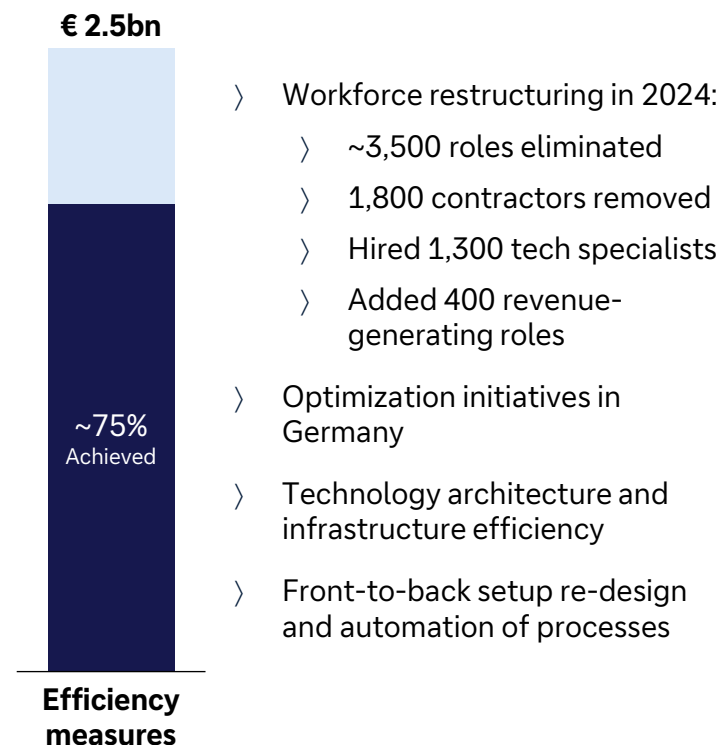 € 2.5bn
~75%
Achieved
Efficiency
measures
〉 Workforce restructuring in 2024:
〉 ~3,500 roles eliminated
〉 1,800 contractors removed
〉 Hired 1,300 tech specialists
〉 Added 400 revenue-
generating roles
〉 Optimization initiatives in
Germany
〉 Technology architecture and
infrastructure efficiency
〉 Front-to-back setup re-design
and automation of processes